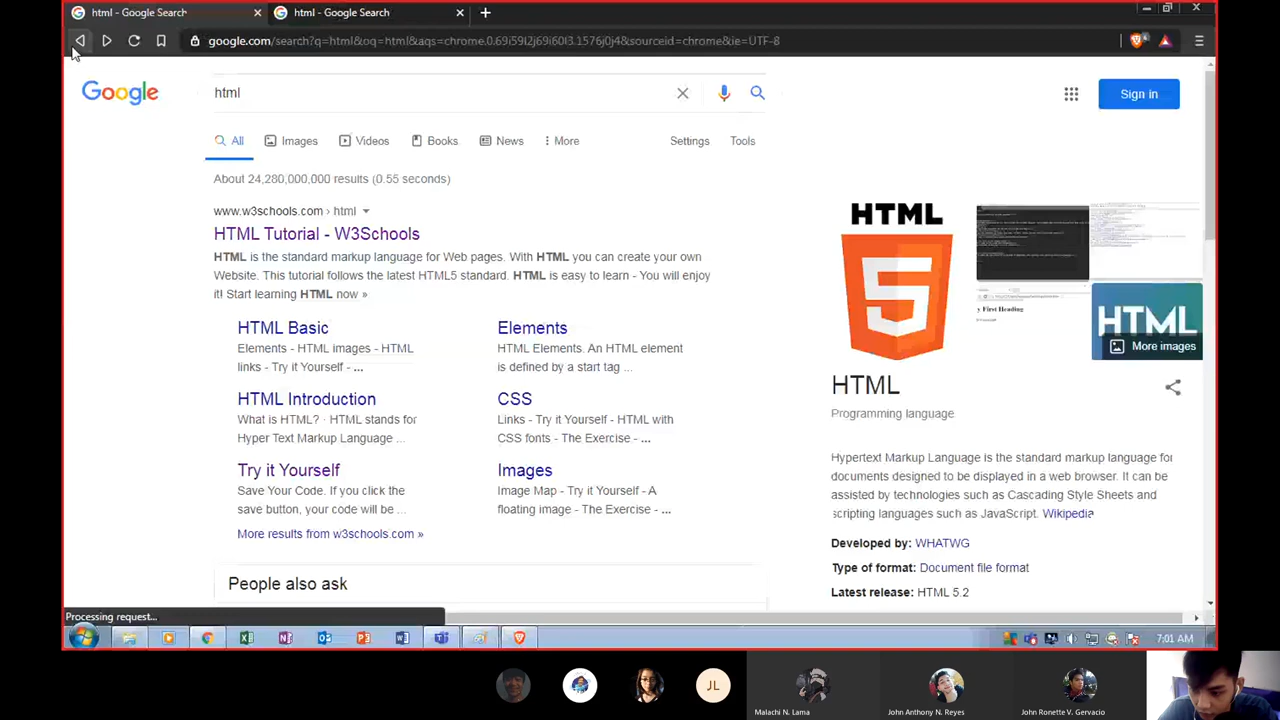 html - Google Search
html - Google Search
google.com/search?q=html&oq=html&aqs=chrome.0.69i59l2j69i60l3.1576j0j4&sourceid=chrome&ie=UTF-8
Google
html
Sign in
All
Images
Videos
Books
News
More
Settings
Tools
About 24,280,000,000 results (0.55 seconds)
www.w3schools.com › html
HTML Tutorial - W3Schools
HTML is the standard markup language for Web pages. With HTML you can create your own
Website. This tutorial follows the latest HTML5 standard. HTML is easy to learn - You will enjoy
it! Start learning HTML now »
HTML Basic
Elements - HTML images - HTML
links - Try it Yourself - ...
Elements
HTML Elements. An HTML element
is defined by a start tag ...
HTML Introduction
What is HTML? · HTML stands for
Hyper Text Markup Language ...
CSS
Links - Try it Yourself - HTML with
CSS fonts - The Exercise - ...
Try it Yourself
Save Your Code. If you click the
save button, your code will be ...
Images
Image Map - Try it Yourself - A
floating image - The Exercise - ...
More results from w3schools.com »
People also ask
HTML
5
y First Heading
HTML
More images
HTML
Programming language
Hypertext Markup Language is the standard markup language for
documents designed to be displayed in a web browser. It can be
assisted by technologies such as Cascading Style Sheets and
scripting languages such as JavaScript. Wikipedia
Developed by: WHATWG
Type of format: Document file format
Latest release: HTML 5.2
Processing request...
7:01 AM
JL
Malachi N. Lama
John Anthony N. Reyes
John Ronette V. Gervacio